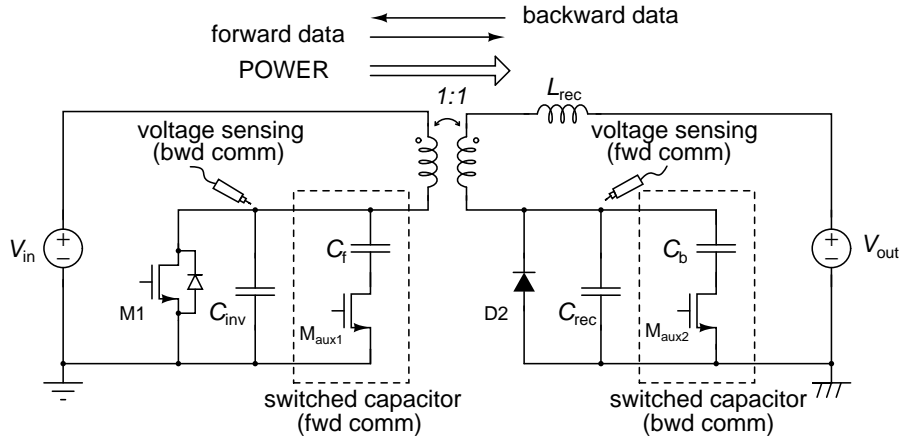 backward data
forward data
POWER
1:1
L_rec
voltage sensing
(bwd comm)
voltage sensing
(fwd comm)
V_in
M1
C_inv
C_f
M_aux1
D2
C_rec
C_b
M_aux2
V_out
switched capacitor
(fwd comm)
switched capacitor
(bwd comm)